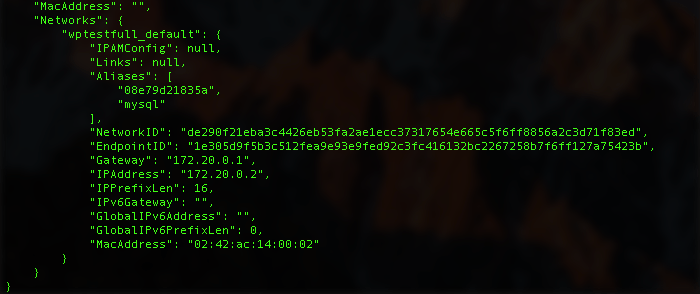 "MacAddress": "",
"Networks": {
"wptestfull_default": {
"IPAMConfig": null,
"Links": null,
"Aliases": [
"08e79d21835a",
"mysql"
],
"NetworkID": "de290f21eba3c4426eb53fa2ae1ecc37317654e665c5f6ff8856a2c3d71f83ed",
"EndpointID": "1e305d9f5b3c512fea9e93e9fed92c3fc416132bc2267258b7f6ff127a75423b",
"Gateway": "172.20.0.1",
"IPAddress": "172.20.0.2",
"IPPrefixLen": 16,
"IPv6Gateway": "",
"GlobalIPv6Address": "",
"GlobalIPv6PrefixLen": 0,
"MacAddress": "02:42:ac:14:00:02"
}
}
}